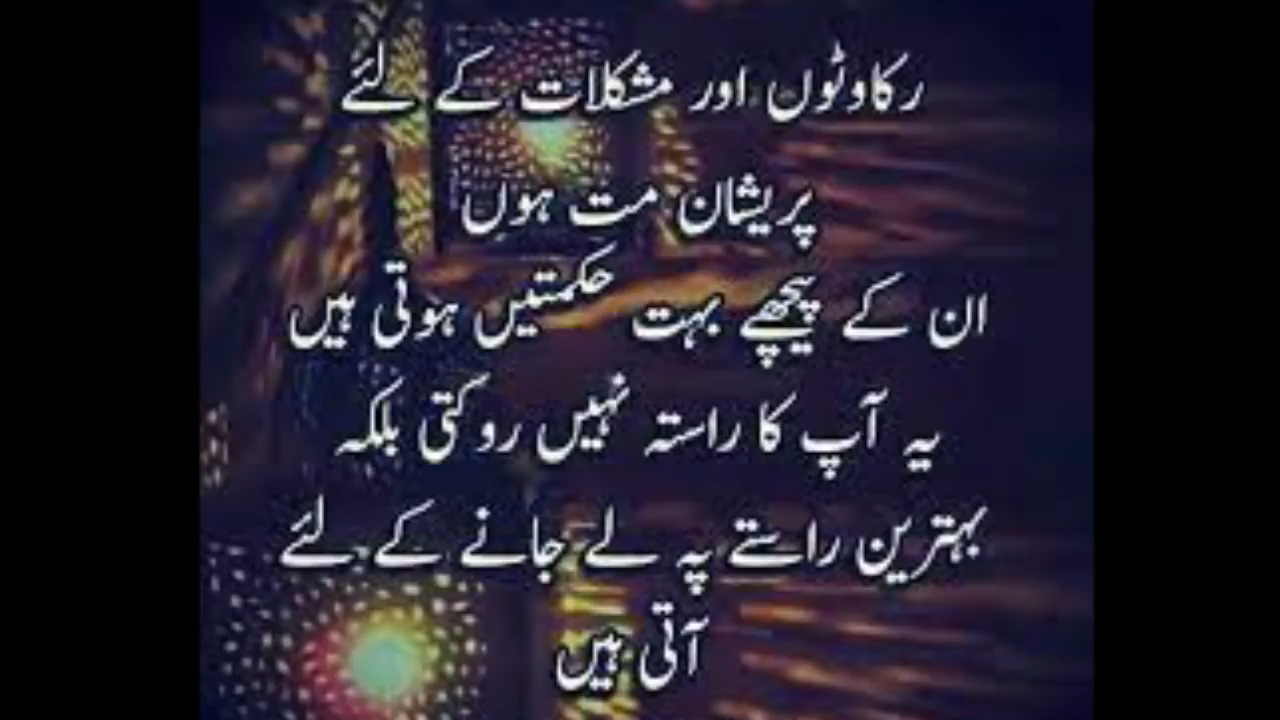 رکاوٹوں اور مشکلات کے لئے
پریشان مت ہوں
ان کے پیچھے بہت حکمتیں ہوتی ہیں
یہ آپ کا راستہ نہیں روکتی بلکہ
بہترین راستے پہ لے جانے کے لئے
آتی ہیں